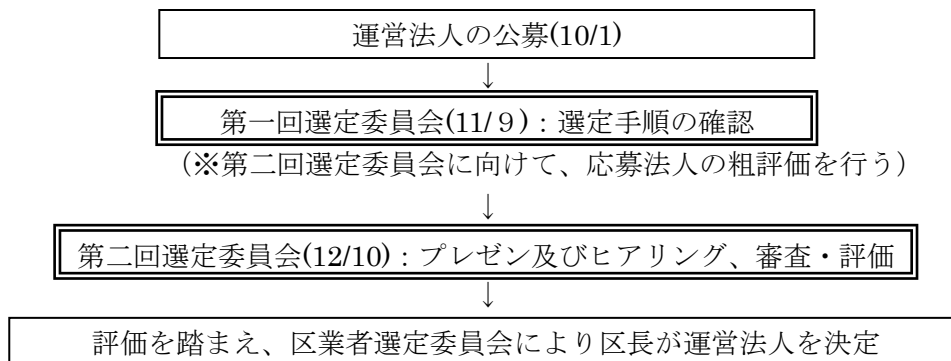 運営法人の公募(10/1)
↓
第一回選定委員会(11/９)：選定手順の確認
（※第二回選定委員会に向けて、応募法人の粗評価を行う）
↓
第二回選定委員会(12/10)：プレゼン及びヒアリング、審査・評価
↓
評価を踏まえ、区業者選定委員会により区長が運営法人を決定